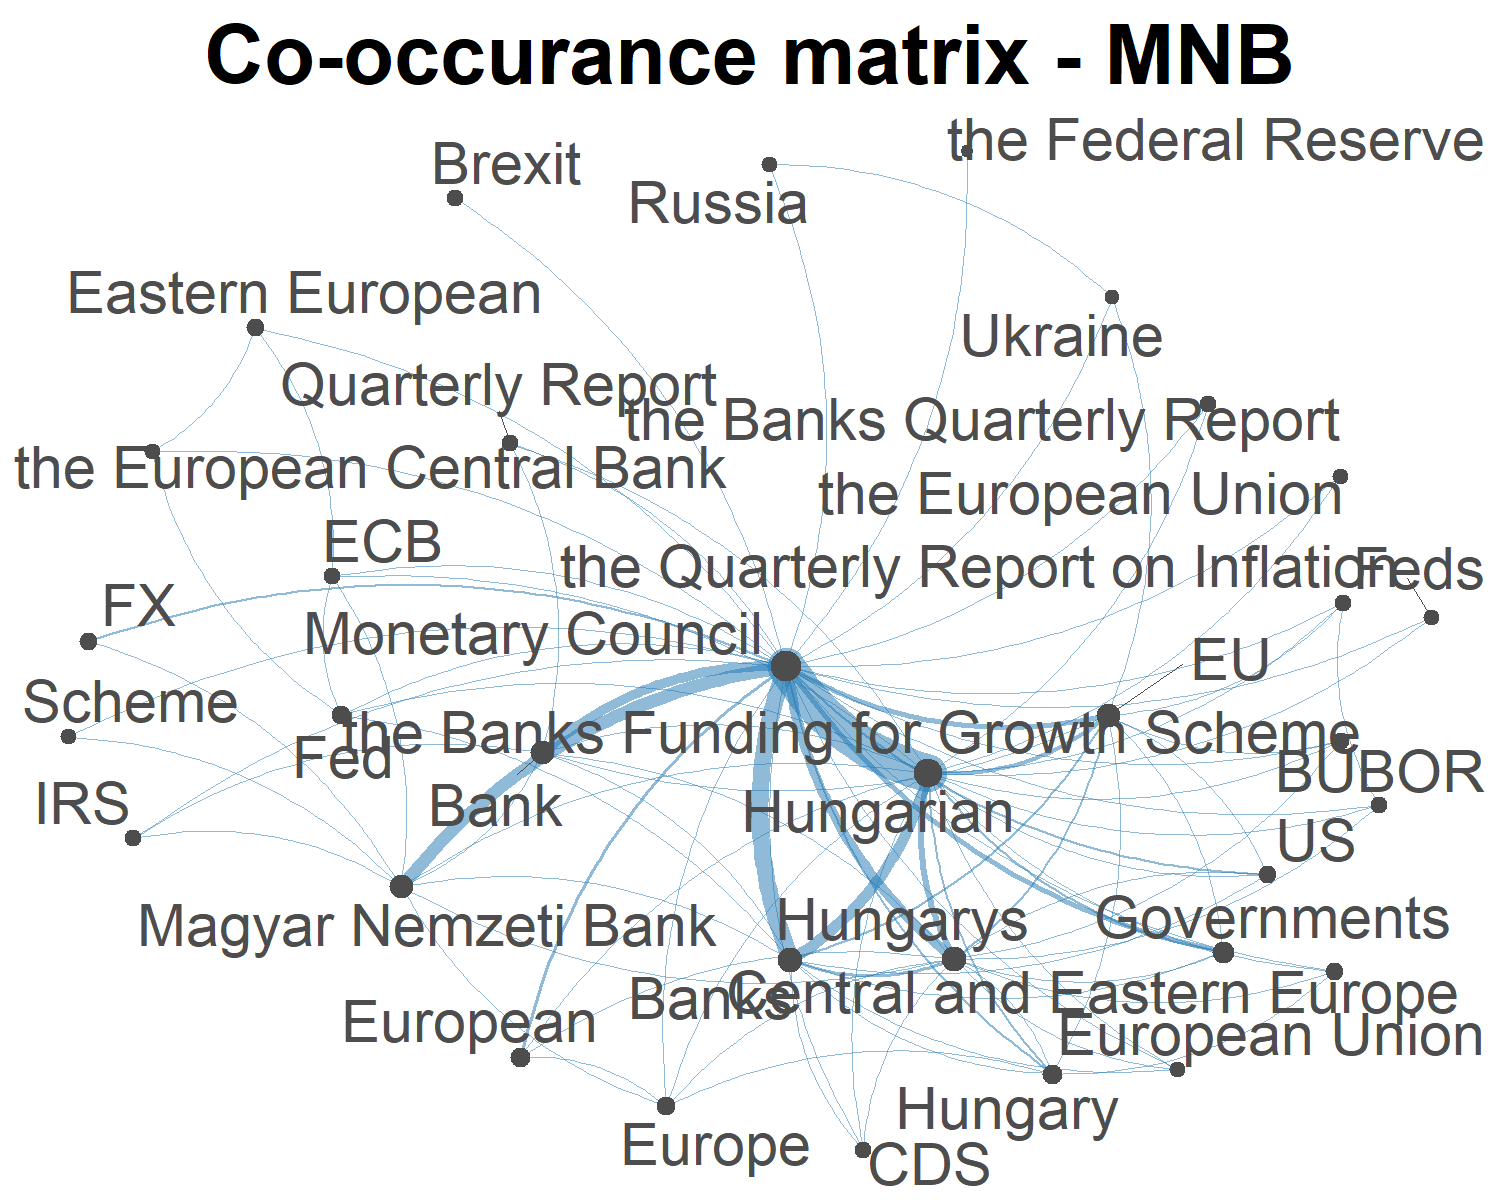 Co-occurance matrix - MNB
the Federal Reserve
Brexit
Russia
Eastern European
Ukraine
Quarterly Report
the Banks Quarterly Report
the European Central Bank
the European Union
ECB
the Quarterly Report on Inflation
Feds
FX
Monetary Council
EU
Scheme
the Banks Funding for Growth Scheme
Fed
BUBOR
IRS
Bank
Hungarian
US
Magyar Nemzeti Bank
Hungarys
Governments
Banks
Central and Eastern Europe
European
European Union
Hungary
Europe
CDS